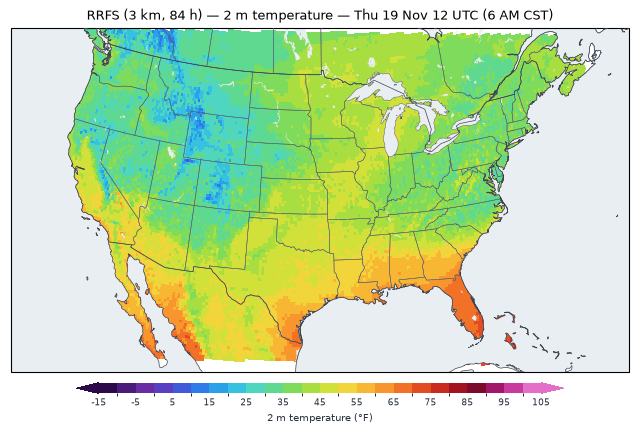 RRFS (3 km, 84 h) — 2 m temperature — Thu 19 Nov 12 UTC (6 AM CST)
-15 -5 5 15 25 35 45 55 65 75 85 95 105
2 m temperature (°F)